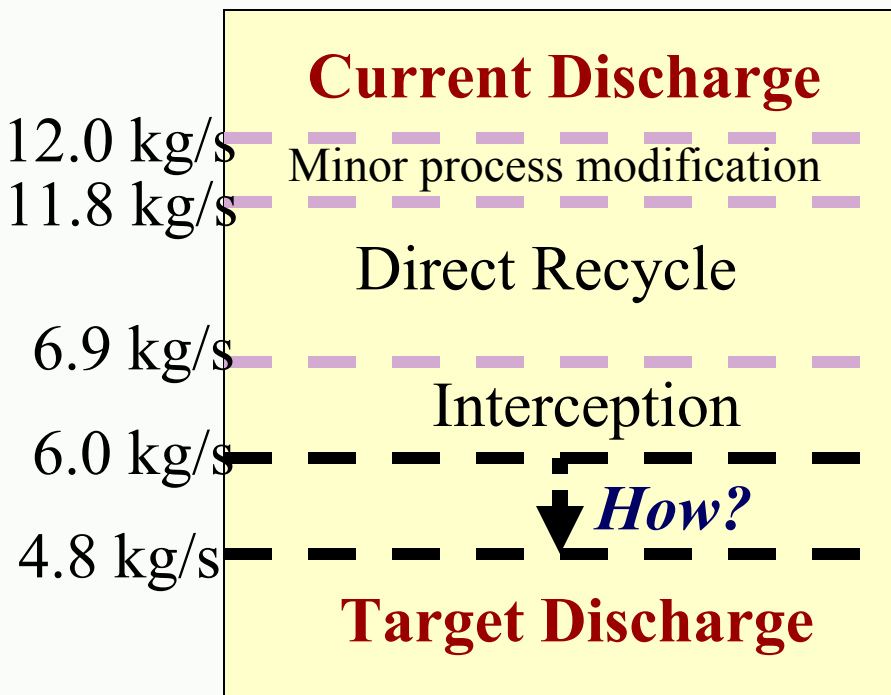 Current Discharge
12.0 kg/s
Minor process modification
11.8 kg/s
Direct Recycle
6.9 kg/s
Interception
6.0 kg/s
How?
4.8 kg/s
Target Discharge